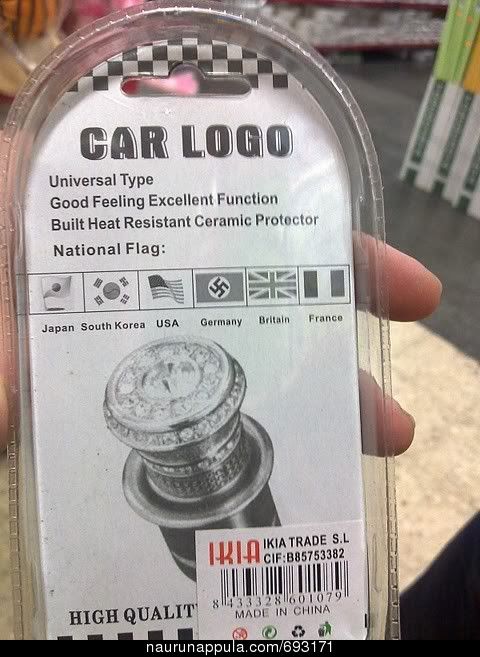 CAR LOGO
Universal Type
Good Feeling Excellent Function
Built Heat Resistant Ceramic Protector
National Flag:
Japan South Korea USA Germany Britain France
IKIA IKIA TRADE S.L
CIF:B85753382
8 433328 601079
MADE IN CHINA
HIGH QUALIT
naurunappula.com/693171